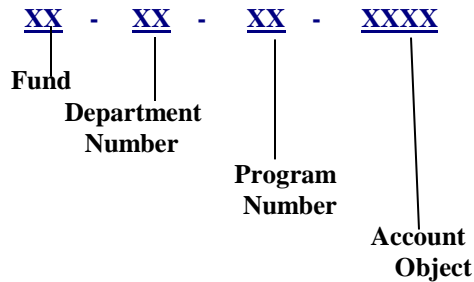 XX - XX - XX - XXXX
Fund
Department
Number
Program
Number
Account
Object